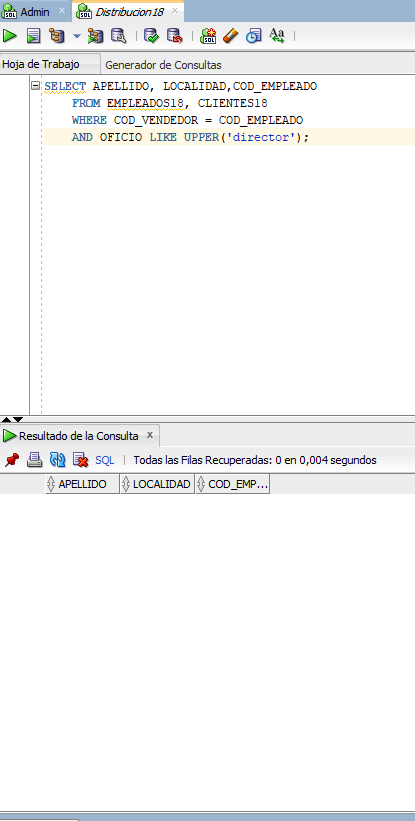 Admin
Distribucion18
Hoja de Trabajo
Generador de Consultas
SELECT APELLIDO, LOCALIDAD,COD_EMPLEADO
FROM EMPLEADOS18, CLIENTES18
WHERE COD_VENDEDOR = COD_EMPLEADO
AND OFICIO LIKE UPPER('director');
Resultado de la Consulta x
SQL | Todas las Filas Recuperadas: 0 en 0,004 segundos
APELLIDO LOCALIDAD COD_EMP...